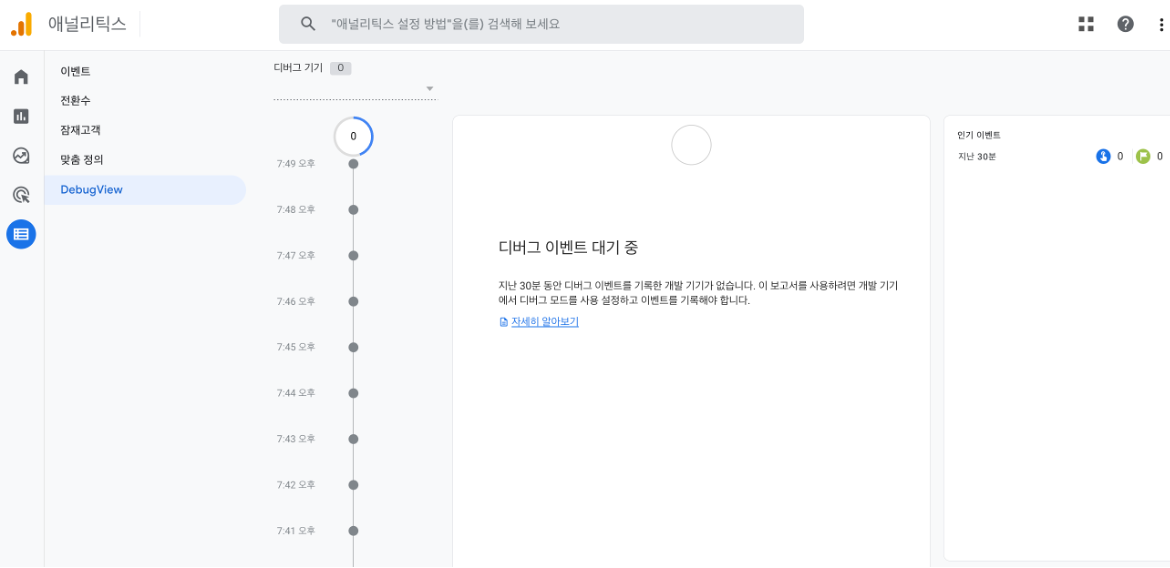 애널리틱스
"애널리틱스 설정 방법"을(를) 검색해 보세요
이벤트
전환수
잠재고객
맞춤 정의
DebugView
디버그 기기 0
0
7:49 오후
7:48 오후
7:47 오후
7:46 오후
7:45 오후
7:44 오후
7:43 오후
7:42 오후
7:41 오후
디버그 이벤트 대기 중
지난 30분 동안 디버그 이벤트를 기록한 개발 기기가 없습니다. 이 보고서를 사용하려면 개발 기기
에서 디버그 모드를 사용 설정하고 이벤트를 기록해야 합니다.
자세히 알아보기
인기 이벤트
지난 30분 0 0